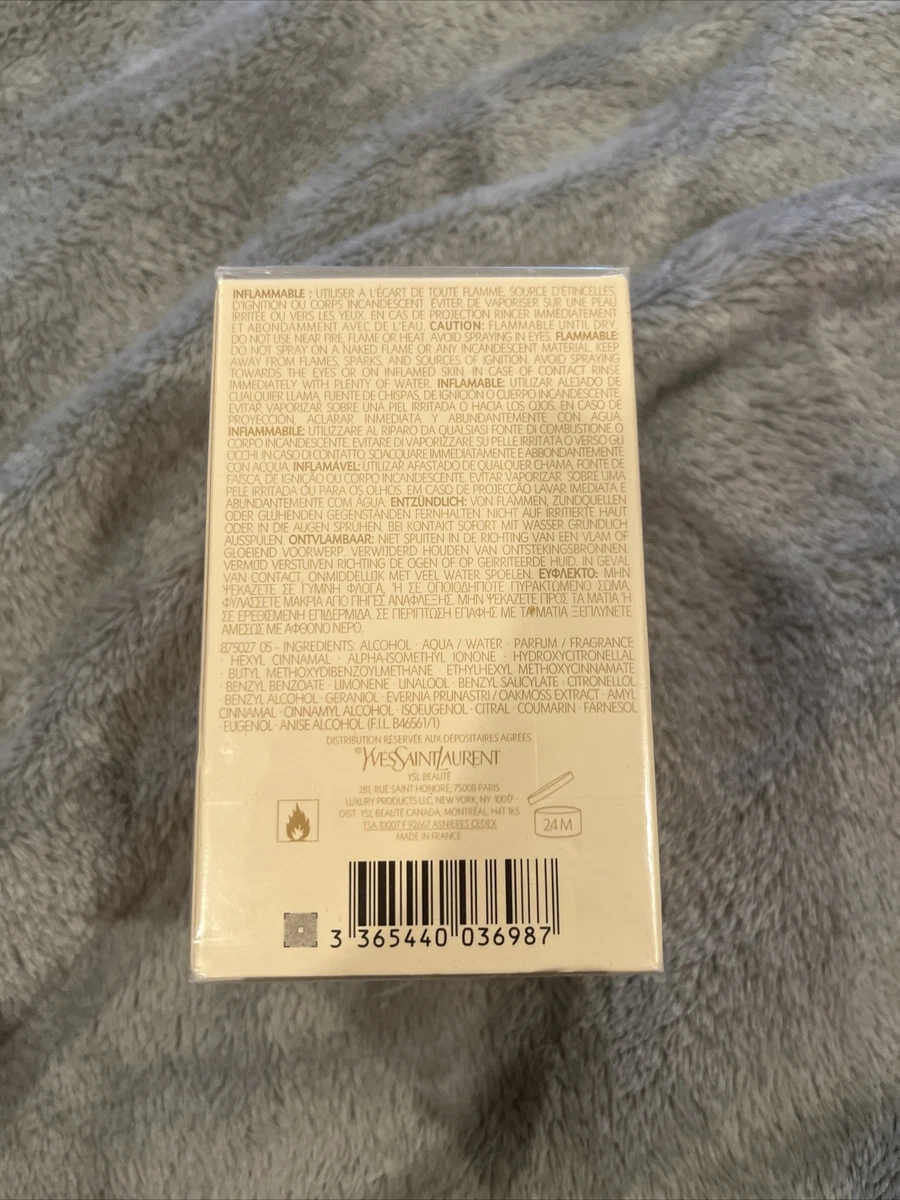 INFLAMMABLE : UTILISER À L'ÉCART DE TOUTE FLAMME, SOURCE D'ÉTINCELLES,
D'IGNITION OU CORPS INCANDESCENT. ÉVITER DE VAPORISER SUR UNE PEAU
IRRITÉE OU VERS LES YEUX. EN CAS DE PROJECTION RINCER IMMÉDIATEMENT
ET ABONDAMMENT AVEC DE L'EAU. CAUTION: FLAMMABLE UNTIL DRY.
DO NOT USE NEAR FIRE, FLAME OR HEAT. AVOID SPRAYING IN EYES. FLAMMABLE:
DO NOT SPRAY ON A NAKED FLAME OR ANY INCANDESCENT MATERIAL. KEEP
AWAY FROM FLAMES, SPARKS, AND SOURCES OF IGNITION. AVOID SPRAYING
TOWARDS THE EYES OR ON INFLAMED SKIN. IN CASE OF CONTACT RINSE
IMMEDIATELY WITH PLENTY OF WATER. INFLAMABLE: UTILIZAR ALEJADO DE
CUALQUIER LLAMA, FUENTE DE CHISPAS, DE IGNICIÓN O CUERPO INCANDESCENTE.
EVITAR VAPORIZAR SOBRE UNA PIEL IRRITADA O HACIA LOS OJOS. EN CASO DE
PROYECCIÓN, ACLARAR INMEDIATA Y ABUNDANTEMENTE CON AGUA.
INFIAMMABILE: UTILIZZARE AL RIPARO DA QUALSIASI FONTE DI COMBUSTIONE O
CORPO INCANDESCENTE. EVITARE DI VAPORIZZARE SU PELLE IRRITATA O VERSO GLI
OCCHI. IN CASO DI CONTATTO, SCIACQUARE IMMEDIATAMENTE E ABBONDANTEMENTE
CON ACQUA. INFLAMÁVEL: UTILIZAR AFASTADO DE QUALQUER CHAMA, FONTE DE
FAÍSCA, DE IGNIÇÃO OU CORPO INCANDESCENTE. EVITAR VAPORIZAR SOBRE UMA
PELE IRRITADA OU PARA OS OLHOS. EM CASO DE PROJECÇÃO LAVAR IMEDIATA E
ABUNDANTEMENTE COM ÁGUA. ENTZÜNDLICH: VON FLAMMEN, ZÜNDQUELLEN
ODER GLÜHENDEN GEGENSTÄNDEN FERNHALTEN. NICHT AUF IRRITIERTE HAUT
ODER IN DIE AUGEN SPRÜHEN. BEI KONTAKT SOFORT MIT WASSER GRÜNDLICH
AUSSPÜLEN. ONTVLAMBAAR: NIET SPUITEN IN DE RICHTING VAN EEN VLAM OF
GLOEIEND VOORWERP. VERWIJDERD HOUDEN VAN ONTSTEKINGSBRONNEN.
VERMIJD VERSTUIVEN RICHTING DE OGEN OF OP GEÏRRITEERDE HUID. IN GEVAL
VAN CONTACT, ONMIDDELLIJK MET VEEL WATER SPOELEN. ΕΥΦΛΕΚΤΟ: ΜΗΝ
ΨΕΚΑΖΕΤΕ ΣΕ ΓΥΜΝΗ ΦΛΟΓΑ, Ή ΣΕ ΟΠΟΙΟΔΗΠΟΤΕ ΠΥΡΑΚΤΩΜΕΝΟ ΣΩΜΑ.
ΦΥΛΑΣΣΕΤΕ ΜΑΚΡΙΑ ΑΠΟ ΠΗΓΕΣ ΑΝΑΦΛΕΞΗΣ. ΜΗΝ ΨΕΚΑΖΕΤΕ ΠΡΟΣ ΤΑ ΜΑΤΙΑ Ή
ΣΕ ΕΡΕΘΙΣΜΕΝΗ ΕΠΙΔΕΡΜΙΔΑ. ΣΕ ΠΕΡΙΠΤΩΣΗ ΕΠΑΦΗΣ ΜΕ ΤΑ ΜΑΤΙΑ ΞΕΠΛΥΝΕΤΕ
ΑΜΕΣΩΣ ΜΕ ΑΦΘΟΝΟ ΝΕΡΟ.
875027 05 - INGREDIENTS: ALCOHOL · AQUA / WATER · PARFUM / FRAGRANCE
· HEXYL CINNAMAL · ALPHA-ISOMETHYL IONONE · HYDROXYCITRONELLAL
· BUTYL METHOXYDIBENZOYLMETHANE · ETHYLHEXYL METHOXYCINNAMATE
· BENZYL BENZOATE · LIMONENE · LINALOOL · BENZYL SALICYLATE · CITRONELLOL
· BENZYL ALCOHOL · GERANIOL · EVERNIA PRUNASTRI / OAKMOSS EXTRACT · AMYL
CINNAMAL · CINNAMYL ALCOHOL · ISOEUGENOL · CITRAL · COUMARIN · FARNESOL
· EUGENOL · ANISE ALCOHOL (F.I.L. B46561/1)
DISTRIBUTION RÉSERVÉE AUX DÉPOSITAIRES AGRÉÉS
©YVESSAINTLAURENT
YSL BEAUTÉ
281, RUE SAINT HONORÉ, 75008 PARIS
LUXURY PRODUCTS LLC, NEW YORK, NY 10017
DIST. YSL BEAUTÉ CANADA, MONTRÉAL, H4T 1K5
TSA 10007 F 92667 ASNIERES CEDEX
MADE IN FRANCE
24M
3 365440 036987